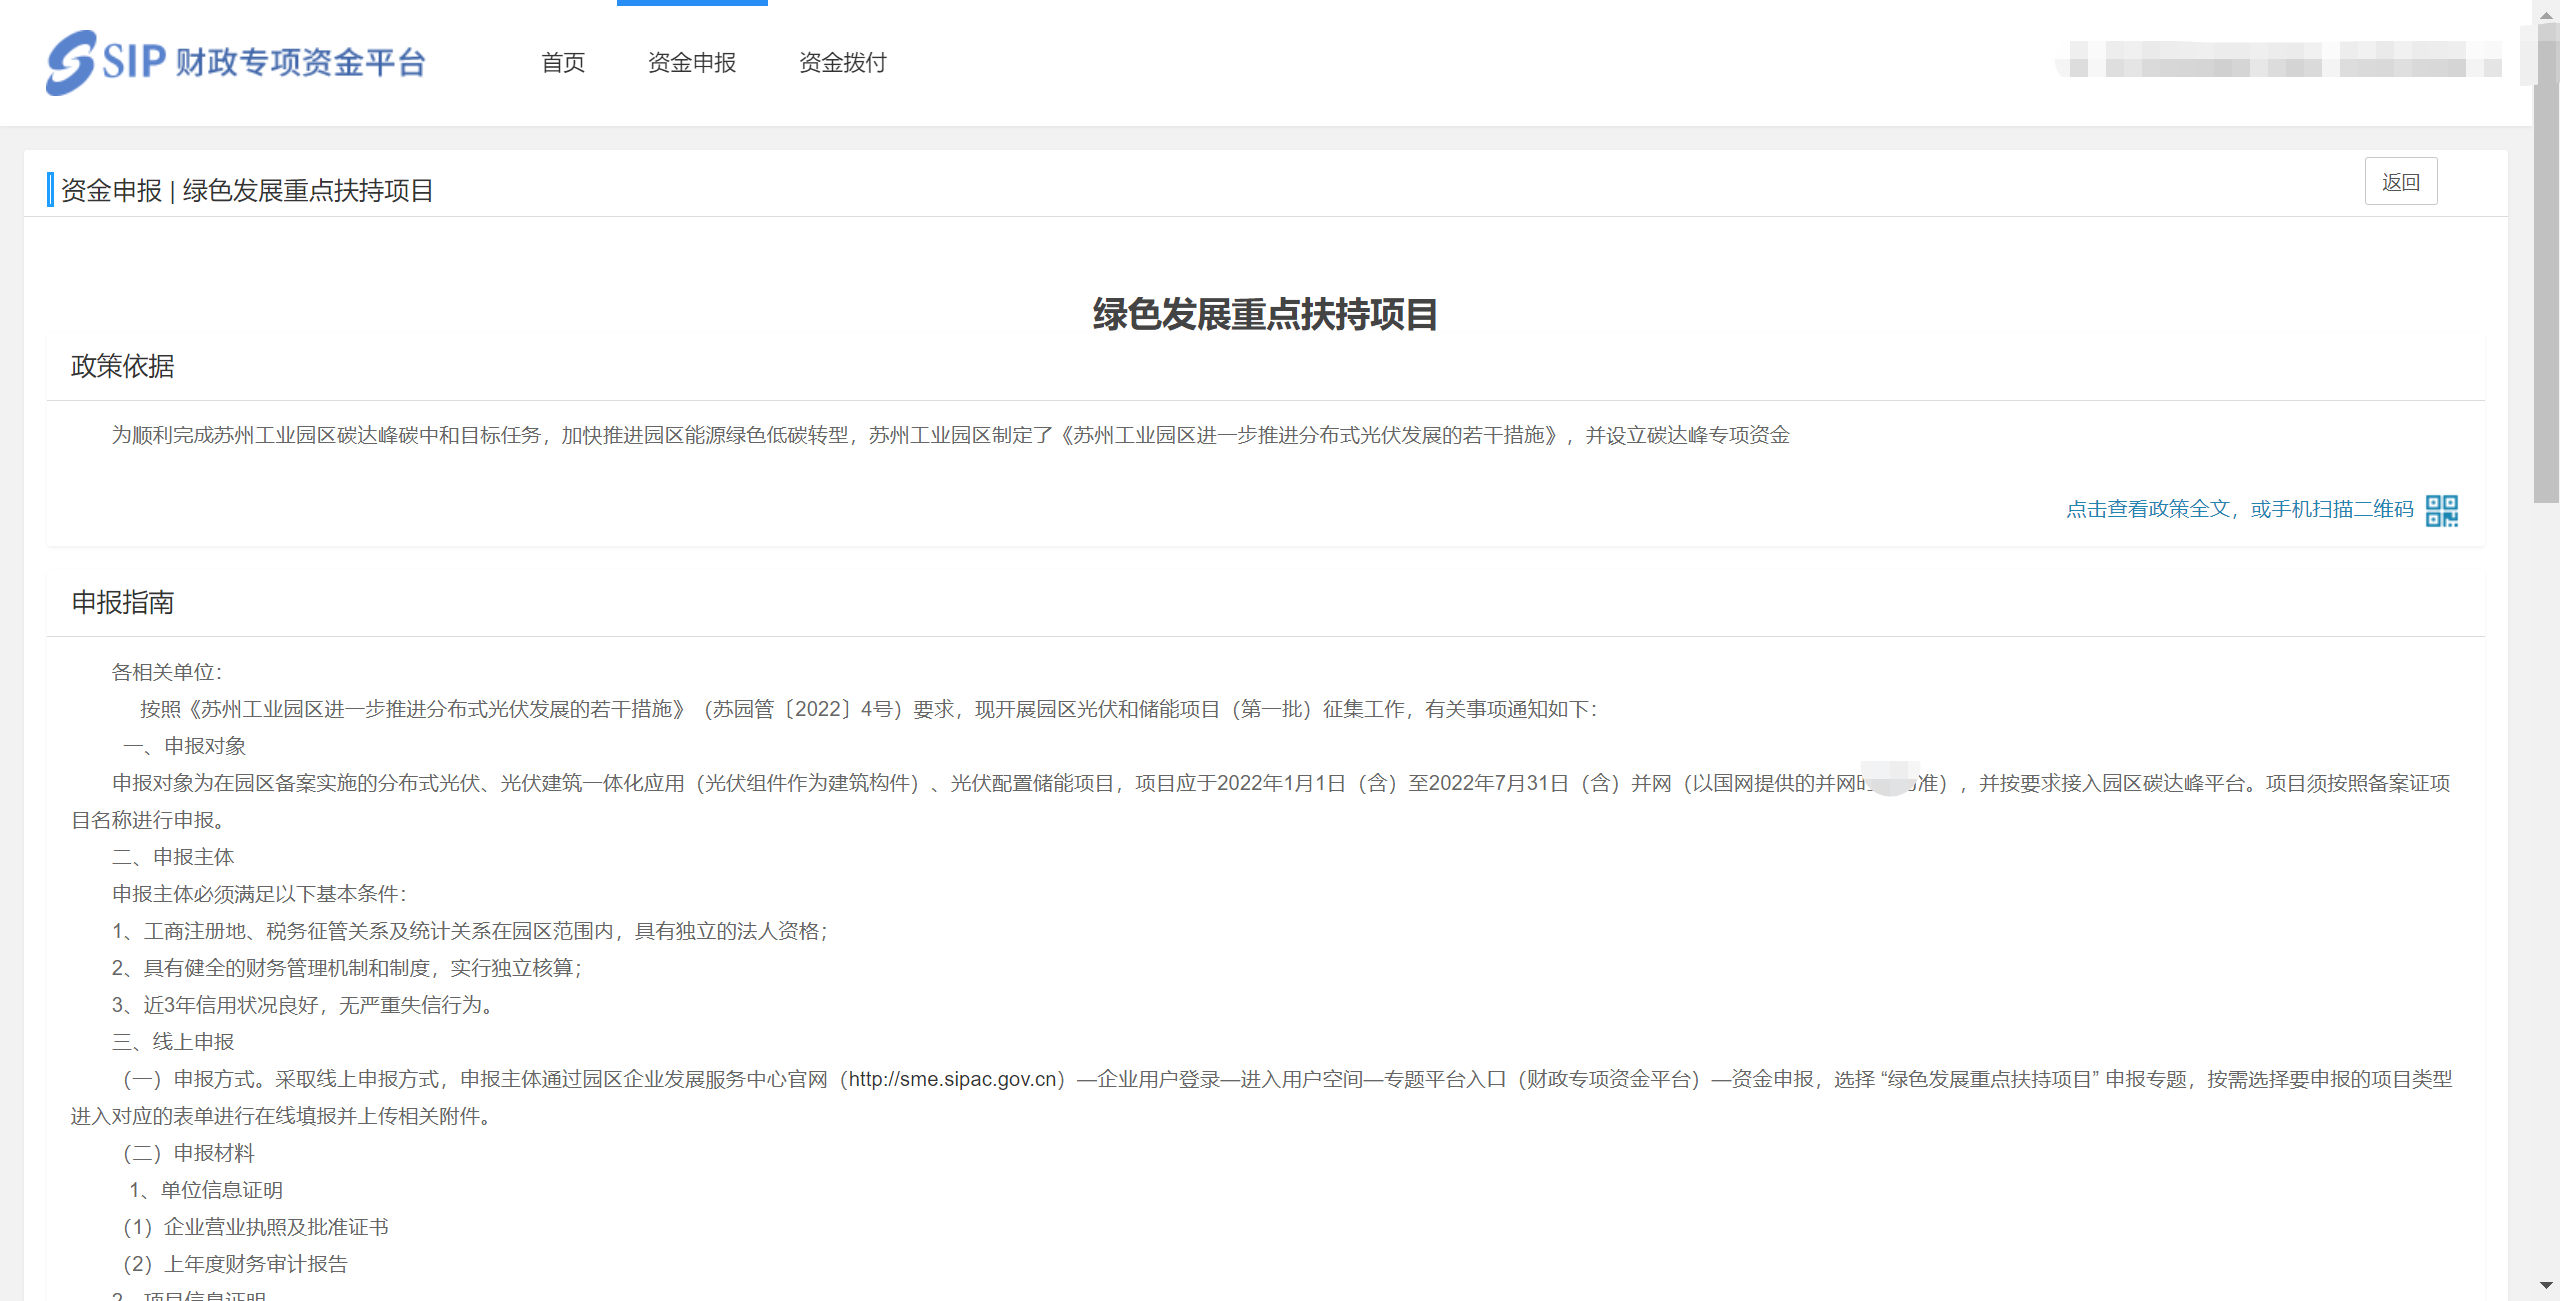 SIP 财政专项资金平台 首页 资金申报 资金拨付
资金申报 | 绿色发展重点扶持项目 返回
绿色发展重点扶持项目
政策依据
为顺利完成苏州工业园区碳达峰碳中和目标任务，加快推进园区能源绿色低碳转型，苏州工业园区制定了《苏州工业园区进一步推进分布式光伏发展的若干措施》，并设立碳达峰专项资金
点击查看政策全文，或手机扫描二维码
申报指南
各相关单位：
按照《苏州工业园区进一步推进分布式光伏发展的若干措施》（苏园管〔2022〕4号）要求，现开展园区光伏和储能项目（第一批）征集工作，有关事项通知如下：
一、申报对象
申报对象为在园区备案实施的分布式光伏、光伏建筑一体化应用（光伏组件作为建筑构件）、光伏配置储能项目，项目应于2022年1月1日（含）至2022年7月31日（含）并网（以国网提供的并网准），并按要求接入园区碳达峰平台。项目须按照备案证项
目名称进行申报。
二、申报主体
申报主体必须满足以下基本条件：
1、工商注册地、税务征管关系及统计关系在园区范围内，具有独立的法人资格；
2、具有健全的财务管理机制和制度，实行独立核算；
3、近3年信用状况良好，无严重失信行为。
三、线上申报
（一）申报方式。采取线上申报方式，申报主体通过园区企业发展服务中心官网（http://sme.sipac.gov.cn）—企业用户登录—进入用户空间—专题平台入口（财政专项资金平台）—资金申报，选择 “绿色发展重点扶持项目” 申报专题，按需选择要申报的项目类型
进入对应的表单进行在线填报并上传相关附件。
（二）申报材料
1、单位信息证明
（1）企业营业执照及批准证书
（2）上年度财务审计报告
2、项目信息证明